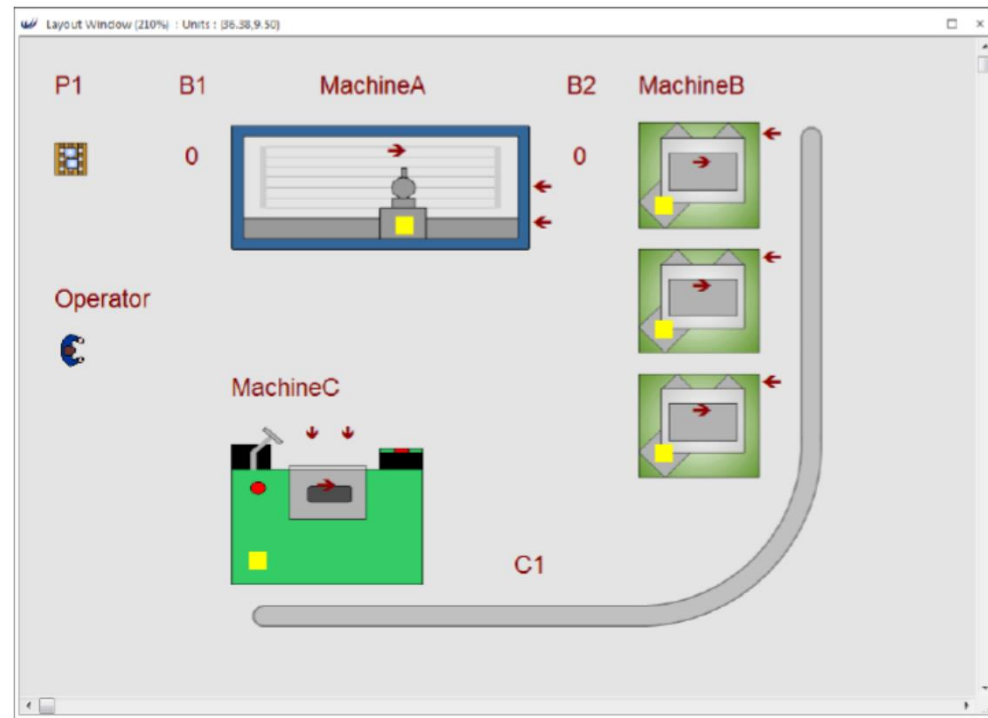 Layout Window (210%) : Units : (36.38,9.50)
P1 B1 MachineA B2 MachineB
0 0
Operator
MachineC
C1